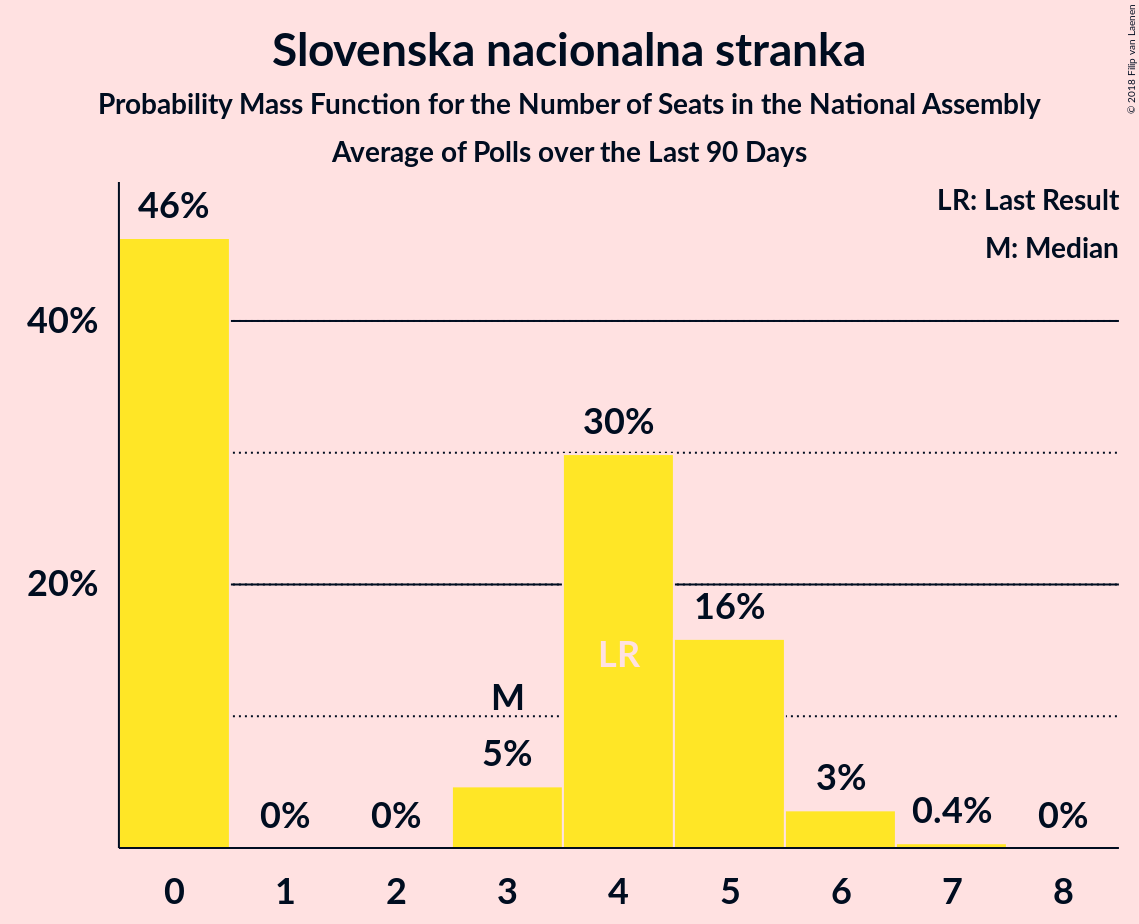 Slovenska nacionalna stranka
Probability Mass Function for the Number of Seats in the National Assembly
Average of Polls over the Last 90 Days
© 2018 Filip van Laenen
LR: Last Result
M: Median
46%
40%
30%
20%
16%
LR
M
5%
3%
0%
0%
0.4%
0%
0 1 2 3 4 5 6 7 8